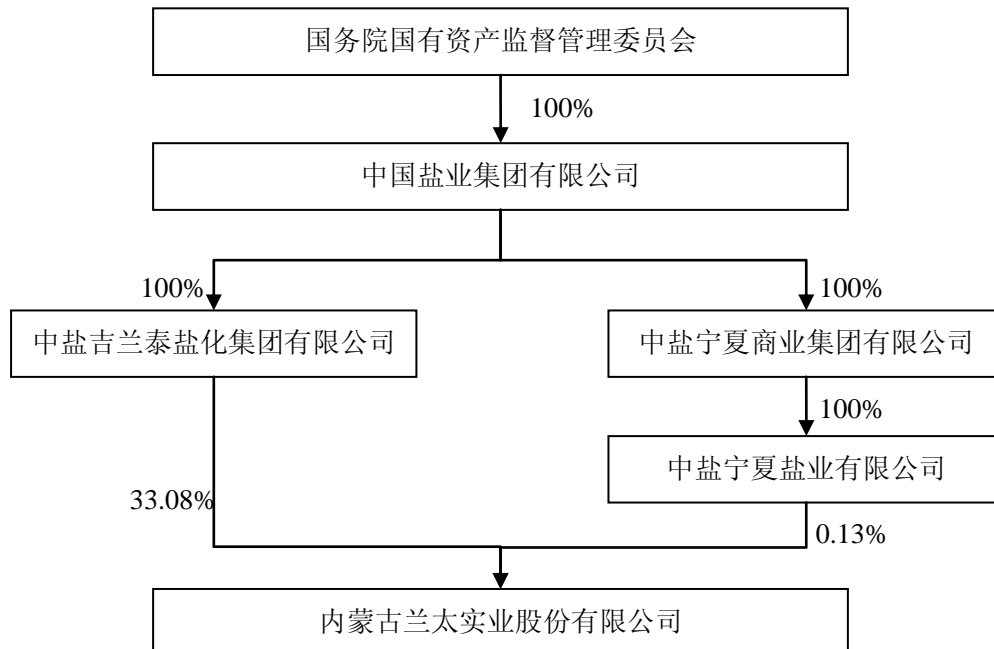 国务院国有资产监督管理委员会
100%
中国盐业集团有限公司
100%
100%
中盐吉兰泰盐化集团有限公司
中盐宁夏商业集团有限公司
100%
中盐宁夏盐业有限公司
33.08%
0.13%
内蒙古兰太实业股份有限公司